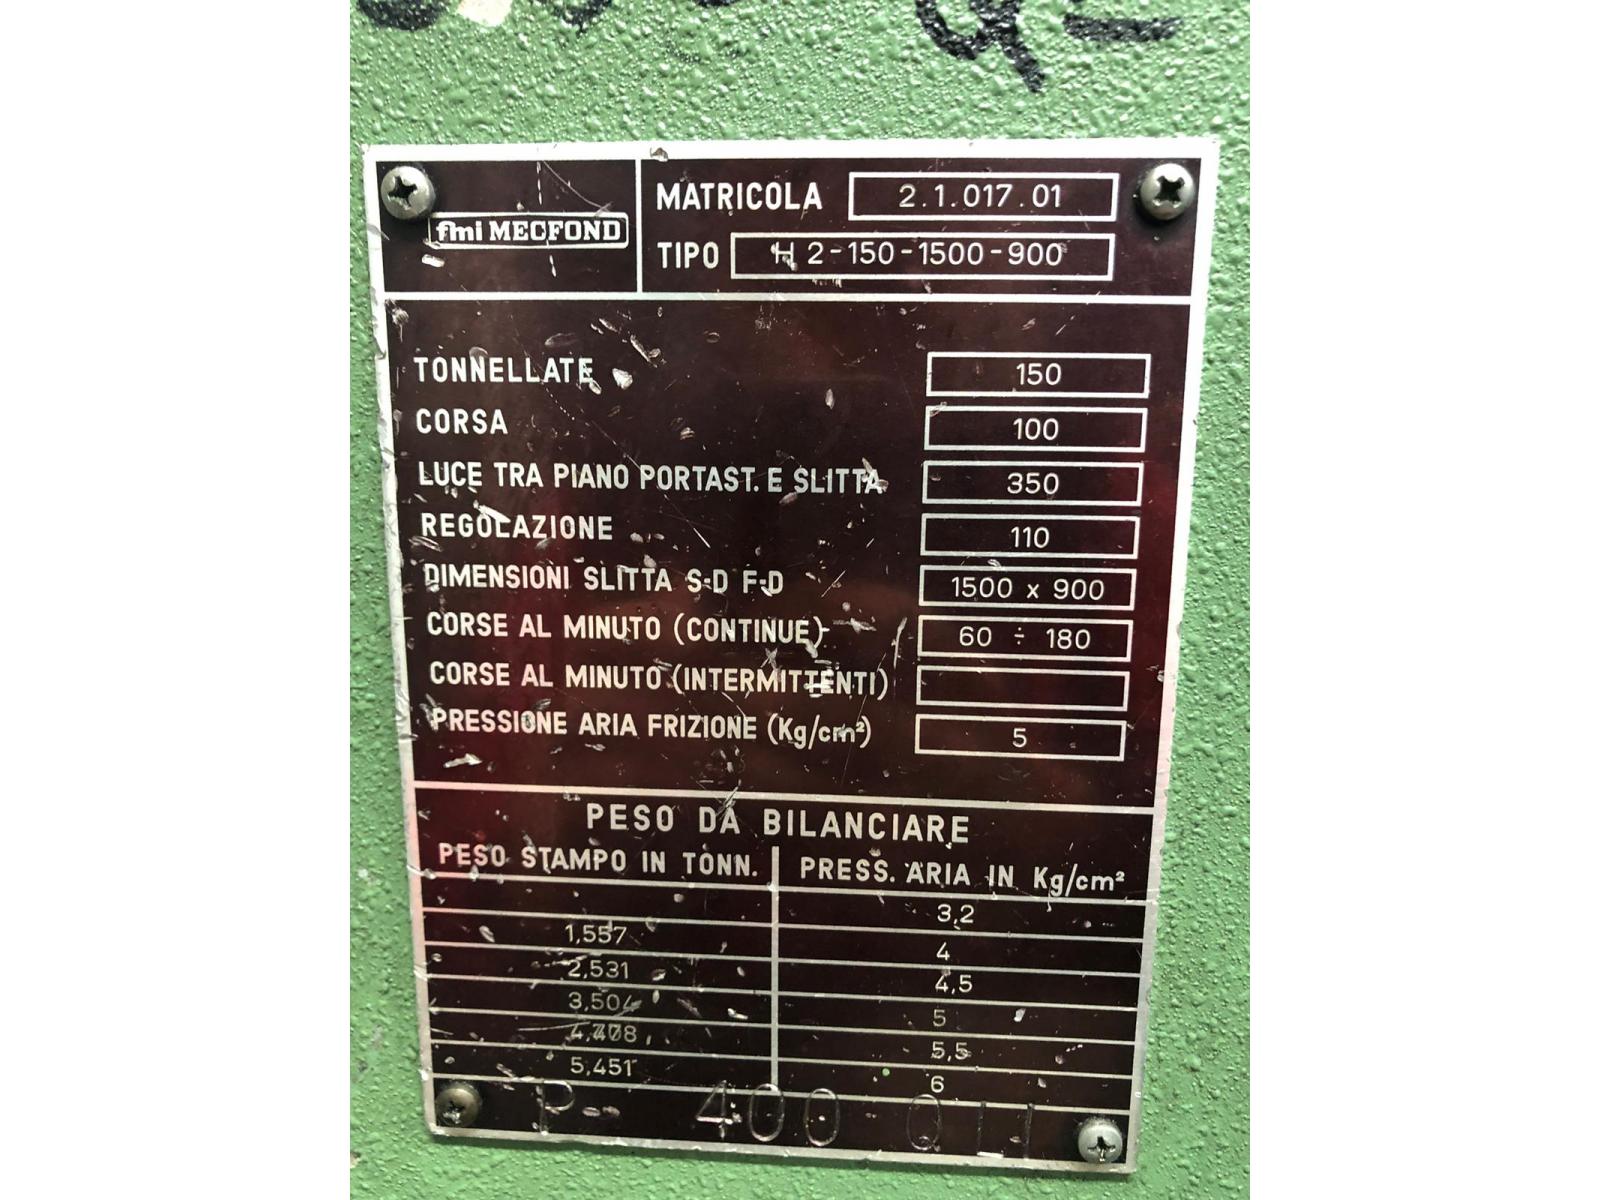 fmi MECFOND
MATRICOLA 2.1.017.01
TIPO H 2-150-1500-900
TONNELLATE 150
CORSA 100
LUCE TRA PIANO PORTAST. E SLITTA 350
REGOLAZIONE 110
DIMENSIONI SLITTA S-D F-D 1500 x 900
CORSE AL MINUTO (CONTINUE) 60 ÷ 180
CORSE AL MINUTO (INTERMITTENTI)
PRESSIONE ARIA FRIZIONE (Kg/cm²) 5
PESO DA BILANCIARE
PESO STAMPO IN TONN. PRESS. ARIA IN Kg/cm²
3,2
1,557 4
2,531 4,5
3,504 5
5,5
5,451 6
P- 400 Q